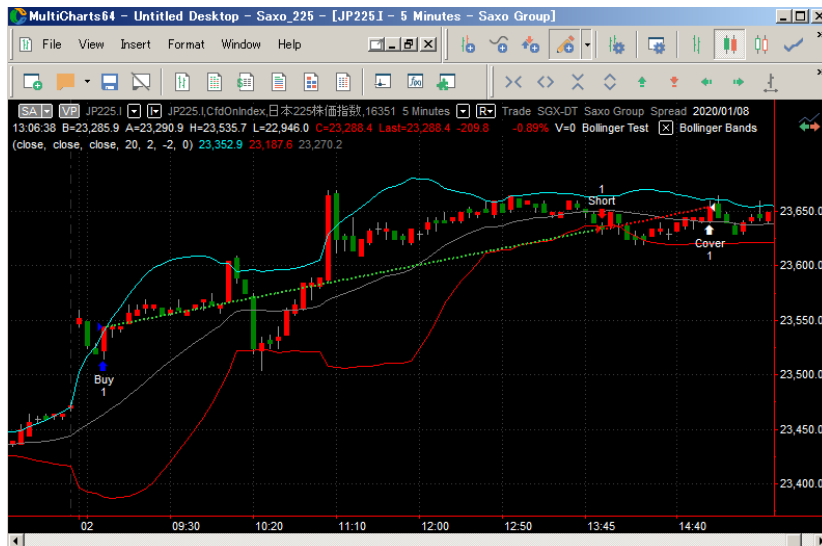 MultiCharts64 - Untitled Desktop - Saxo_225 - [JP225.I - 5 Minutes - Saxo Group]
File View Insert Format Window Help
SA VP JP225.I JP225.I,CfdOnIndex,日本225株価指数,16351 5 Minutes R Trade SGX-DT Saxo Group Spread 2020/01/08
13:06:38 B=23,285.9 A=23,290.9 H=23,535.7 L=22,946.0 C=23,288.4 Last=23,288.4 -209.8 -0.89% V=0 Bollinger Test Bollinger Bands
(close, close, close, 20, 2, -2, 0) 23,352.9 23,187.6 23,270.2
1
Short
23,650
Cover
1
23,600
23,550
Buy
1
23,500
23,450
23,400
02 09:30 10:20 11:10 12:00 12:50 13:45 14:40